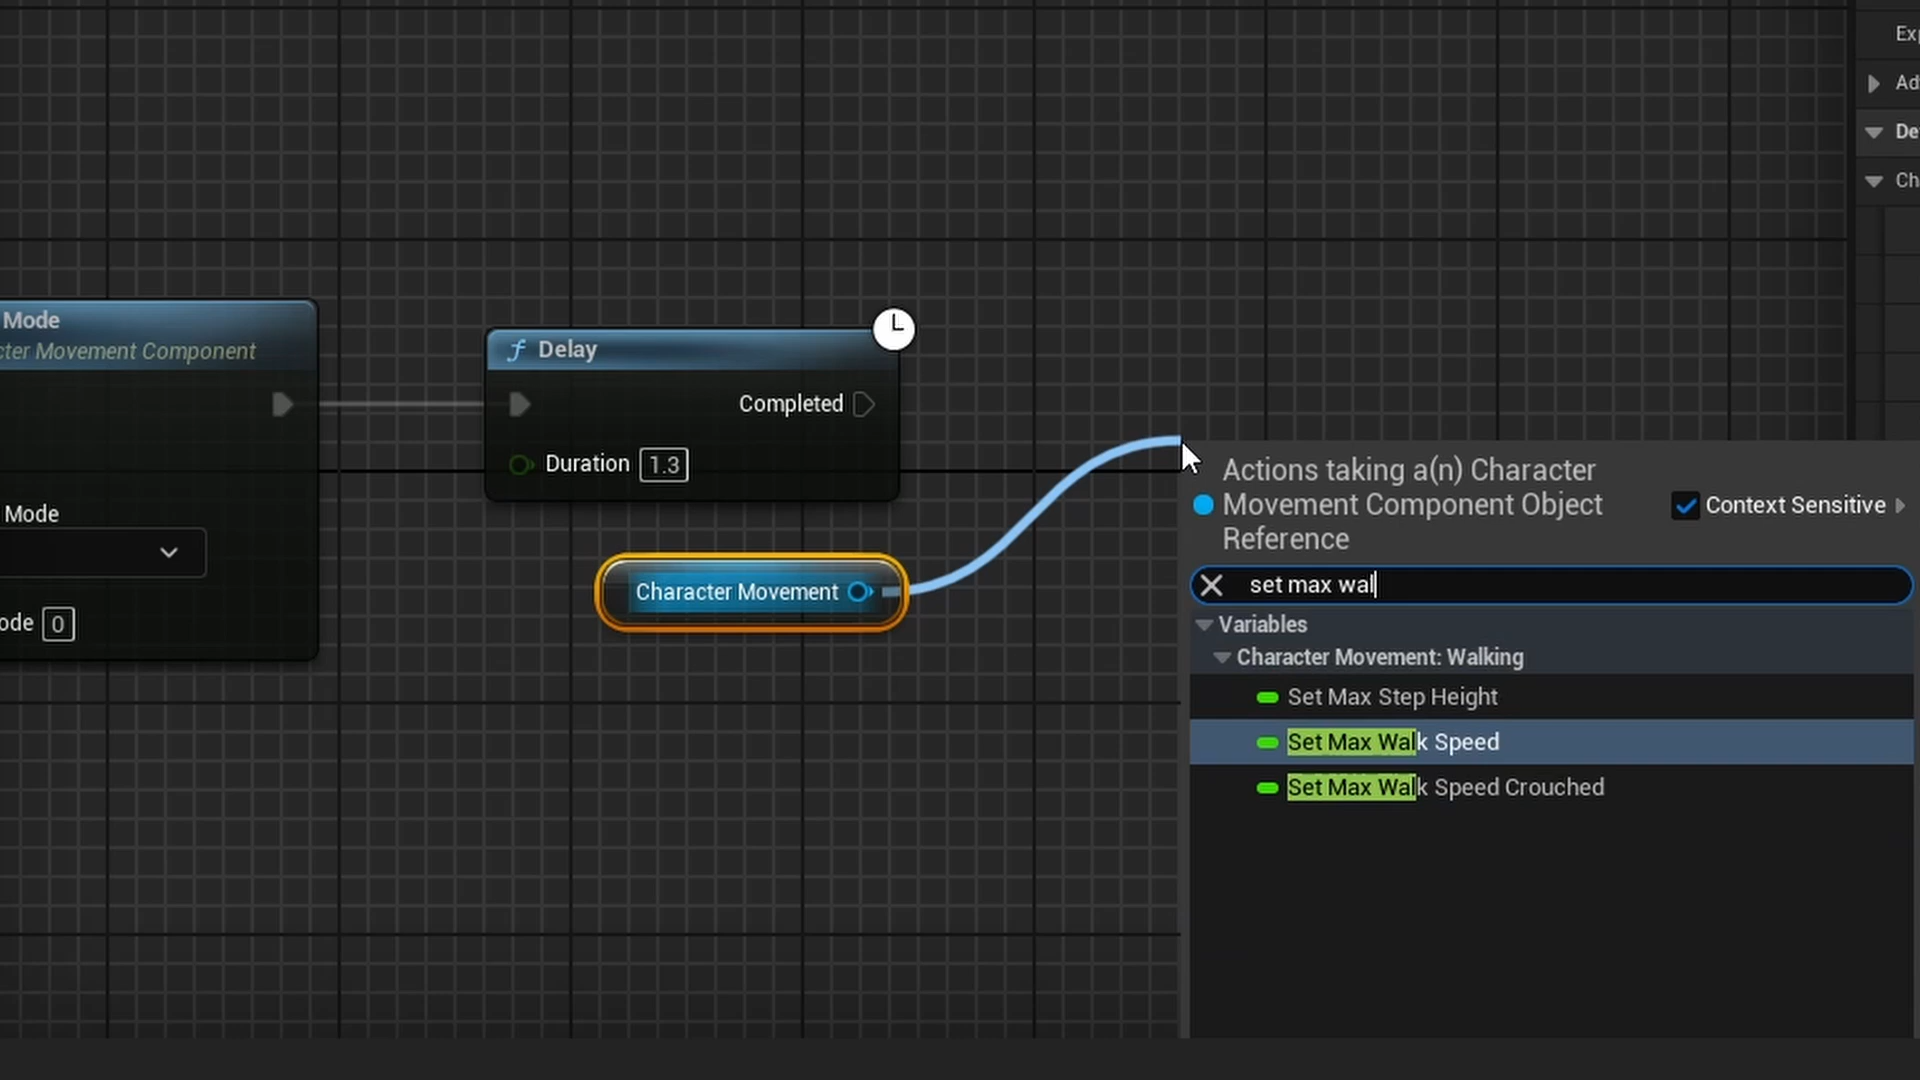 Mode
cter Movement Component
Mode
ode 0
Delay
Completed
Duration 1.3
Character Movement
Actions taking a(n) Character
Movement Component Object
Reference
Context Sensitive
set max wal
Variables
Character Movement: Walking
Set Max Step Height
Set Max Walk Speed
Set Max Walk Speed Crouched
Exp
Ad
De
Ch